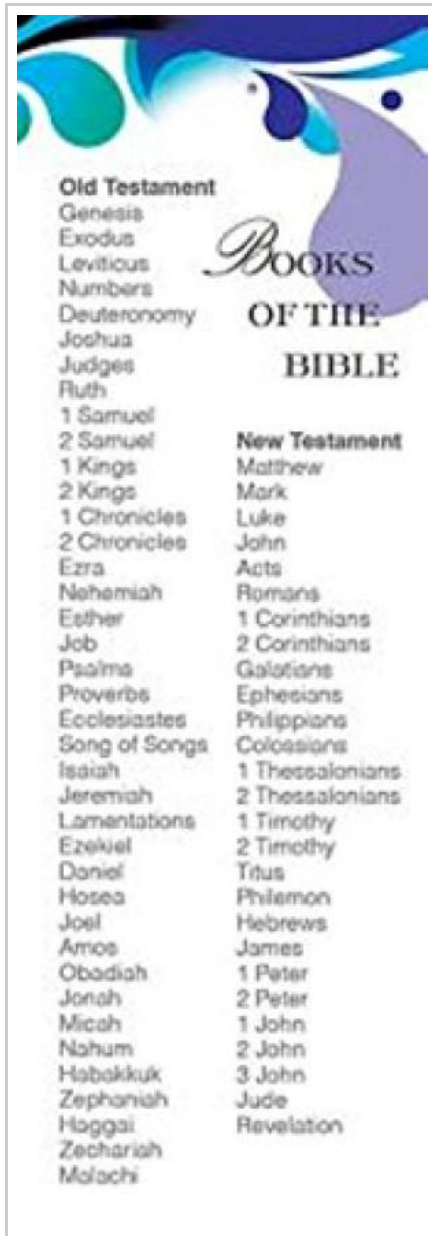 Old Testament
Genesis
Exodus
Leviticus
Numbers
Deuteronomy
Joshua
Judges
Ruth
1 Samuel
2 Samuel
1 Kings
2 Kings
1 Chronicles
2 Chronicles
Ezra
Nehemiah
Esther
Job
Psalms
Proverbs
Ecclesiastes
Song of Songs
Isaiah
Jeremiah
Lamentations
Ezekiel
Daniel
Hosea
Joel
Amos
Obadiah
Jonah
Micah
Nahum
Habakkuk
Zephaniah
Haggai
Zechariah
Malachi
BOOKS
OF THE
BIBLE
New Testament
Matthew
Mark
Luke
John
Acts
Romans
1 Corinthians
2 Corinthians
Galatians
Ephesians
Philippians
Colossians
1 Thessalonians
2 Thessalonians
1 Timothy
2 Timothy
Titus
Philemon
Hebrews
James
1 Peter
2 Peter
1 John
2 John
3 John
Jude
Revelation